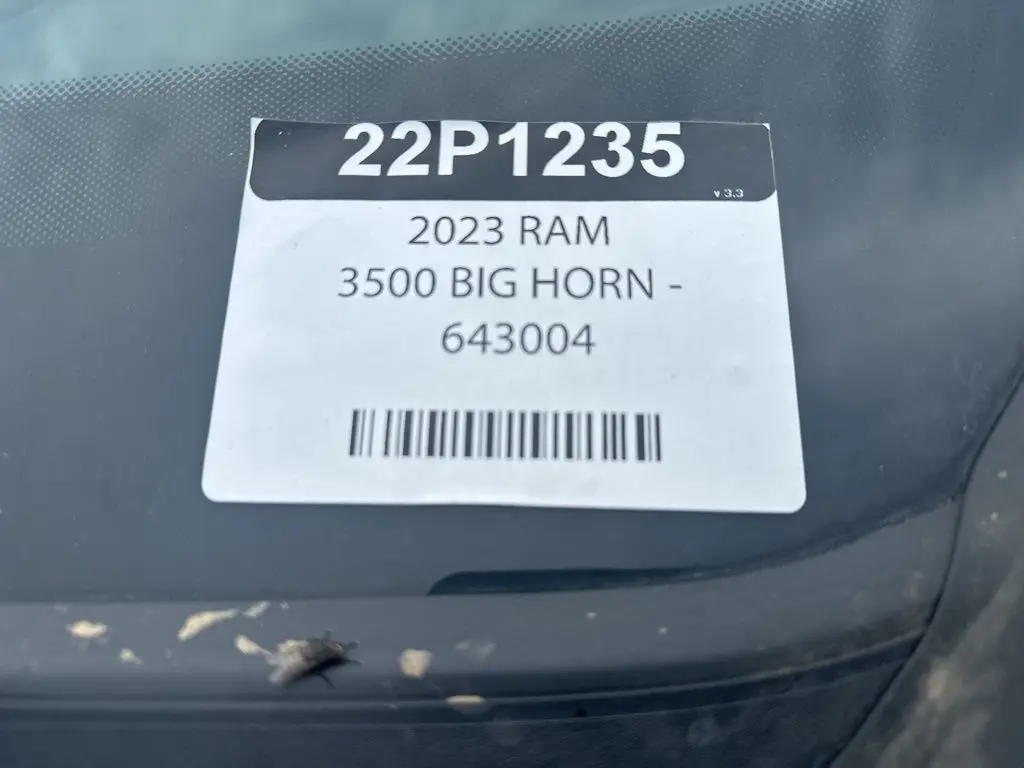 22P1235
v 3.3
2023 RAM
3500 BIG HORN -
643004